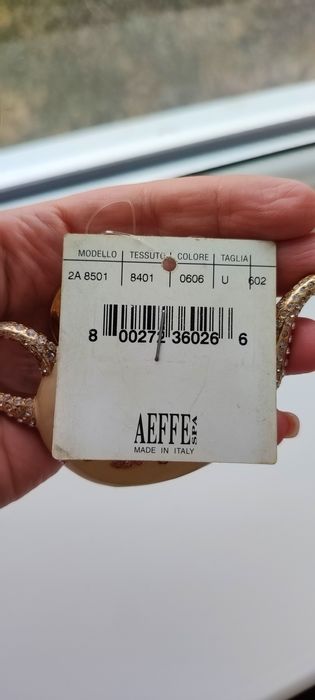 MODELLO TESSUTO COLORE TAGLIA
2A 8501 8401 0606 U 602
8 00272 36026 6
AEFFE SPA
MADE IN ITALY